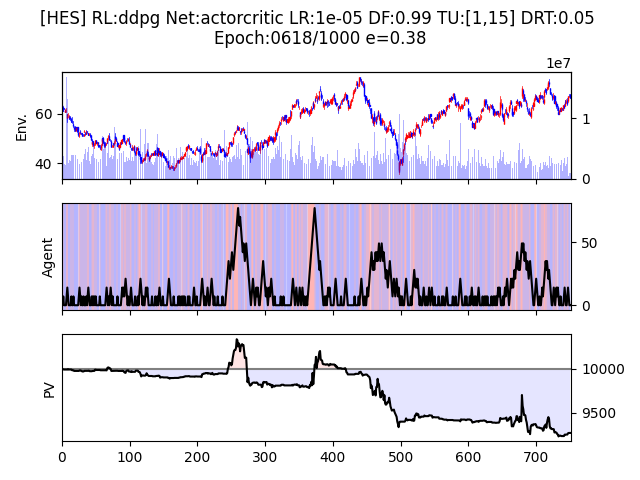 [HES] RL:ddpg Net:actorcritic LR:1e-05 DF:0.99 TU:[1,15] DRT:0.05
Epoch:0618/1000 e=0.38
1e7
Env.
60
40
1
0
Agent
50
0
PV
10000
9500
0 100 200 300 400 500 600 700